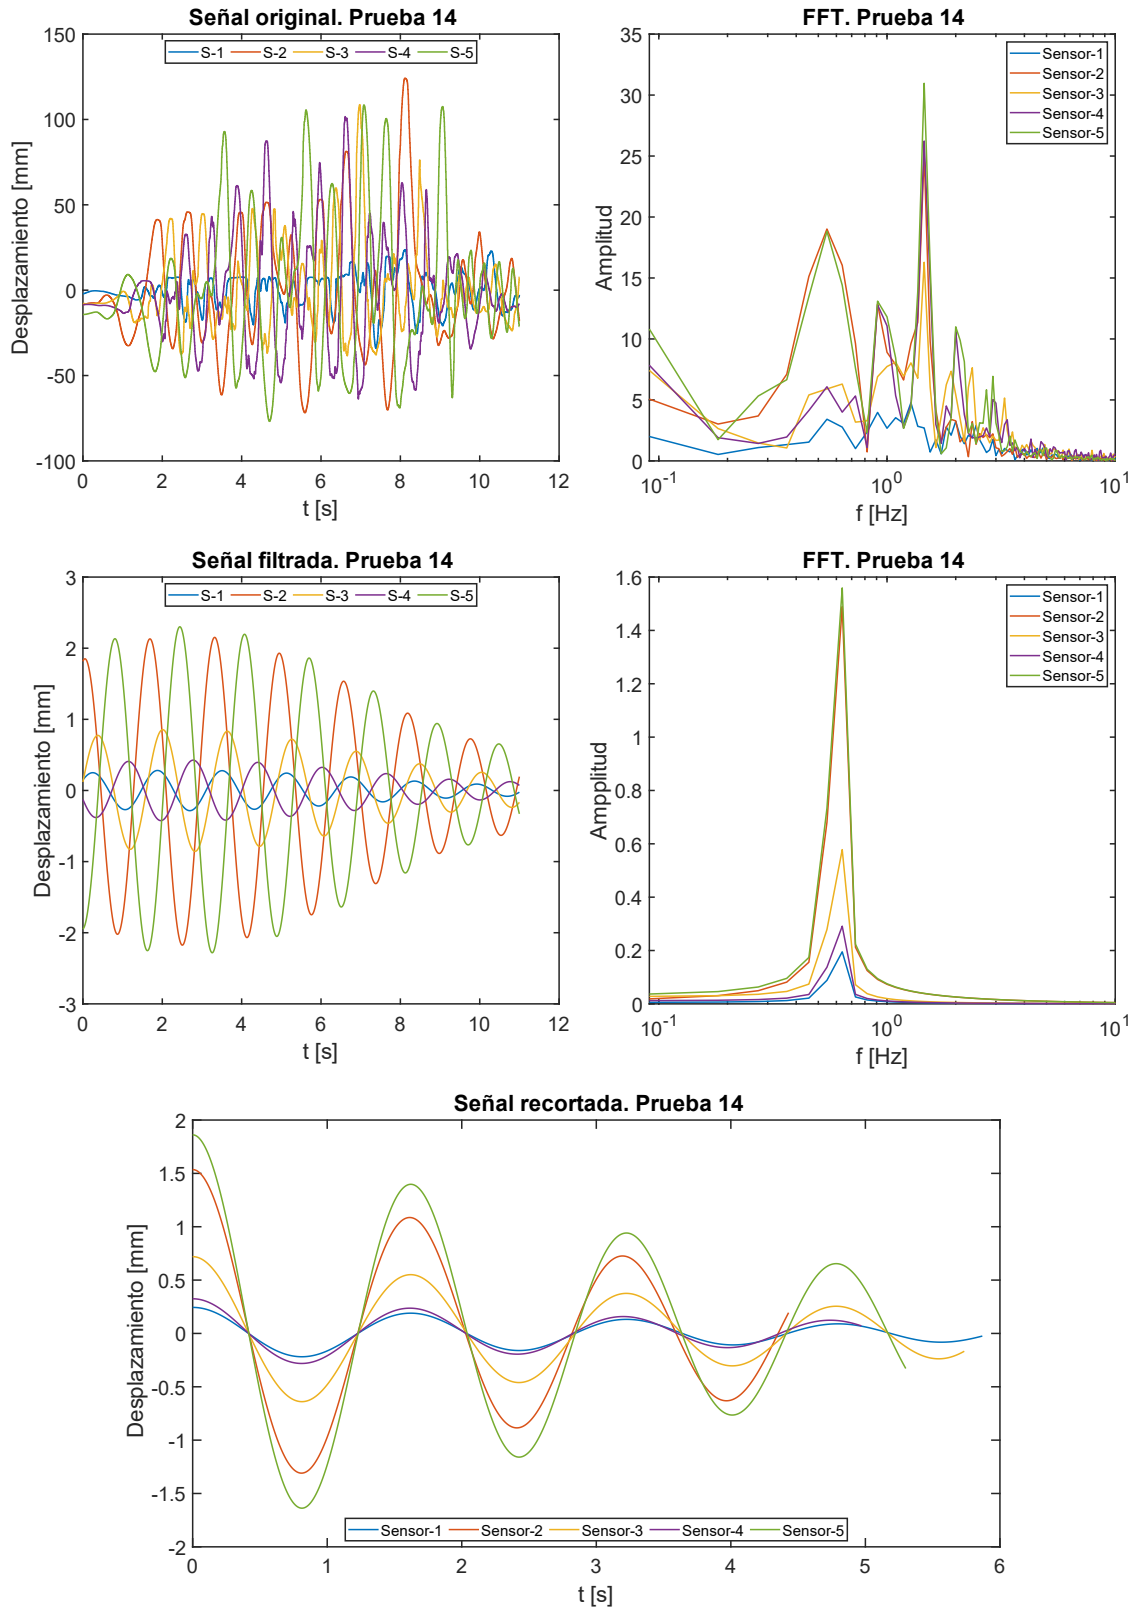 Señal original. Prueba 14
S-1 S-2 S-3 S-4 S-5
150
100
50
0
-50
-100
Desplazamiento [mm]
0 2 4 6 8 10 12
t [s]
FFT. Prueba 14
Sensor-1
Sensor-2
Sensor-3
Sensor-4
Sensor-5
35
30
25
20
15
10
5
0
Amplitud
10^-1 10^0 10^1
f [Hz]
Señal filtrada. Prueba 14
S-1 S-2 S-3 S-4 S-5
3
2
1
0
-1
-2
-3
Desplazamiento [mm]
0 2 4 6 8 10 12
t [s]
FFT. Prueba 14
Sensor-1
Sensor-2
Sensor-3
Sensor-4
Sensor-5
1.6
1.4
1.2
1
0.8
0.6
0.4
0.2
0
Ampplitud
10^-1 10^0 10^1
f [Hz]
Señal recortada. Prueba 14
2
1.5
1
0.5
0
-0.5
-1
-1.5
-2
Desplazamiento [mm]
Sensor-1 Sensor-2 Sensor-3 Sensor-4 Sensor-5
0 1 2 3 4 5 6
t [s]